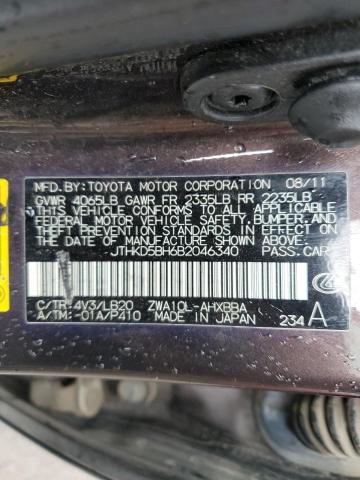 MFD.BY:TOYOTA MOTOR CORPORATION 08/11
GVWR 4065LB GAWR FR 2335LB RR 2235LB
THIS VEHICLE CONFORMS TO ALL APPLICABLE
FEDERAL MOTOR VEHICLE SAFETY, BUMPER, AND
THEFT PREVENTION STANDARDS IN EFFECT ON
THE DATE OF MANUFACTURE SHOWN ABOVE.
JTHKD5BH6B2046340 PASS.CAR
C/TR:4V3/LB20 ZWA10L-AHXBBA
A/TM:-01A/P410 MADE IN JAPAN 234 A